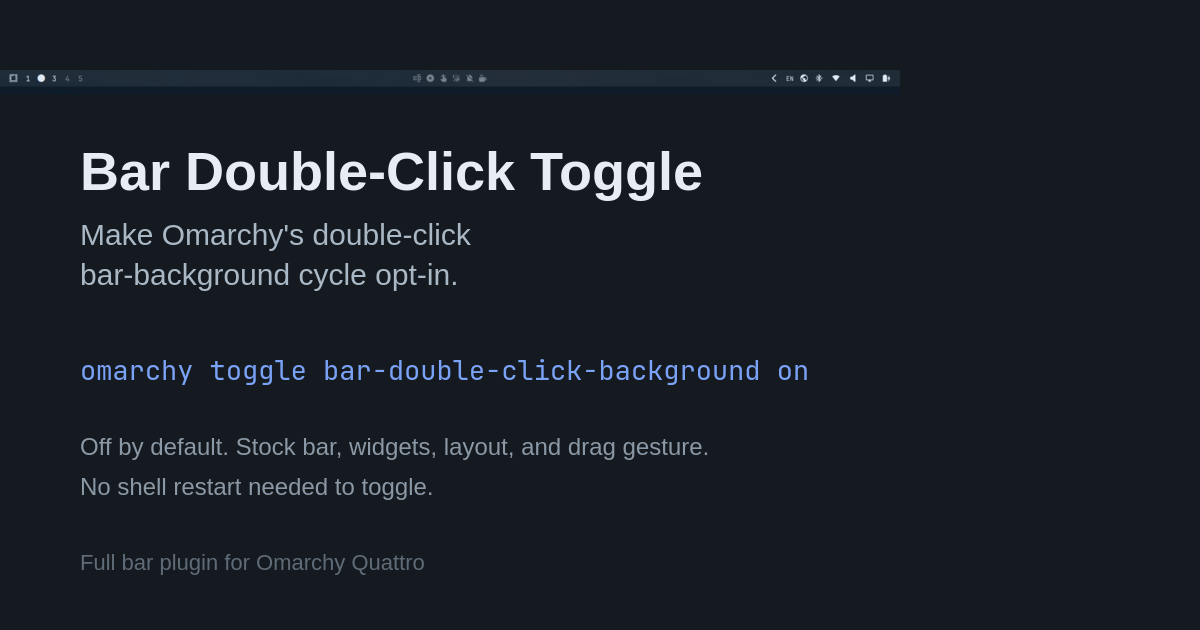 1 3 4 5 EN
Bar Double-Click Toggle
Make Omarchy's double-click
bar-background cycle opt-in.
omarchy toggle bar-double-click-background on
Off by default. Stock bar, widgets, layout, and drag gesture.
No shell restart needed to toggle.
Full bar plugin for Omarchy Quattro